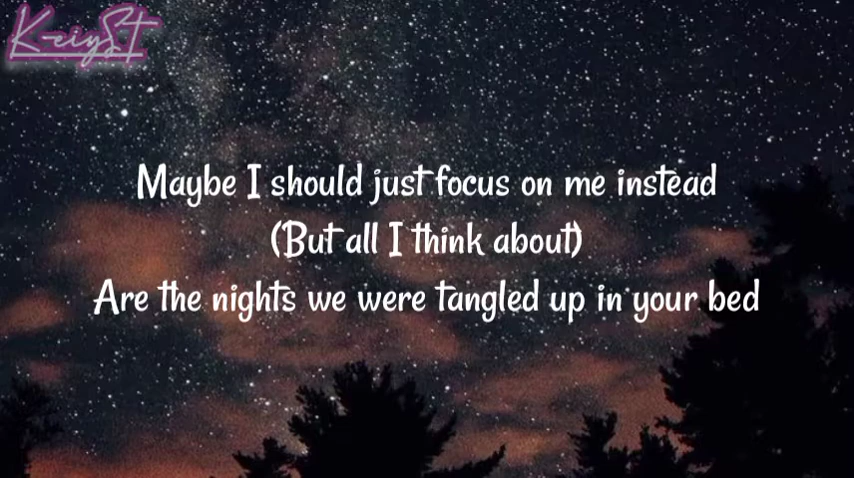 KreiySt
Maybe I should just focus on me instead
(But all I think about)
Are the nights we were tangled up in your bed